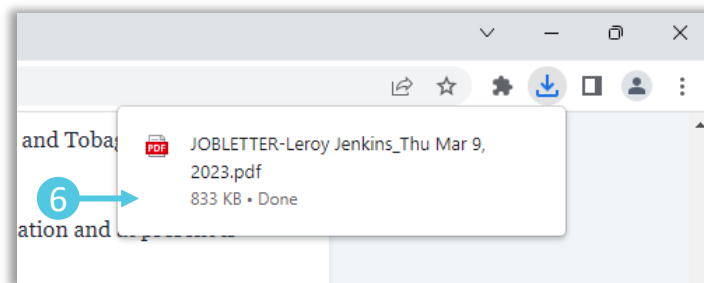 and Tobag
PDF
JOBLETTER-Leroy Jenkins_Thu Mar 9,
2023.pdf
6
833 KB • Done
ation and